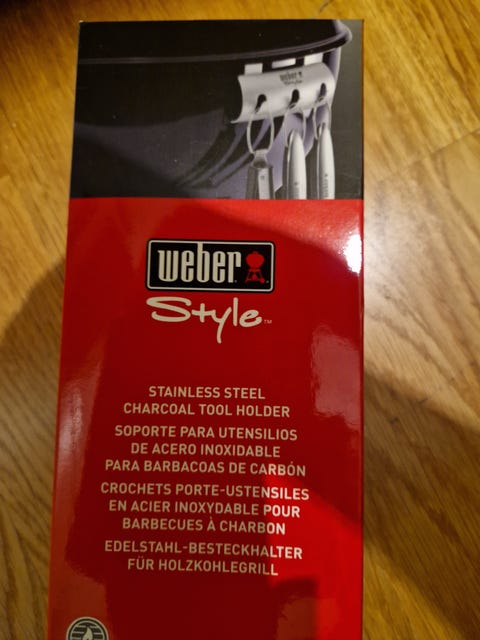 weber
Style
weber
Style™
STAINLESS STEEL
CHARCOAL TOOL HOLDER
SOPORTE PARA UTENSILIOS
DE ACERO INOXIDABLE
PARA BARBACOAS DE CARBÓN
CROCHETS PORTE-USTENSILES
EN ACIER INOXYDABLE POUR
BARBECUES À CHARBON
EDELSTAHL-BESTECKHALTER
FÜR HOLZKOHLEGRILL